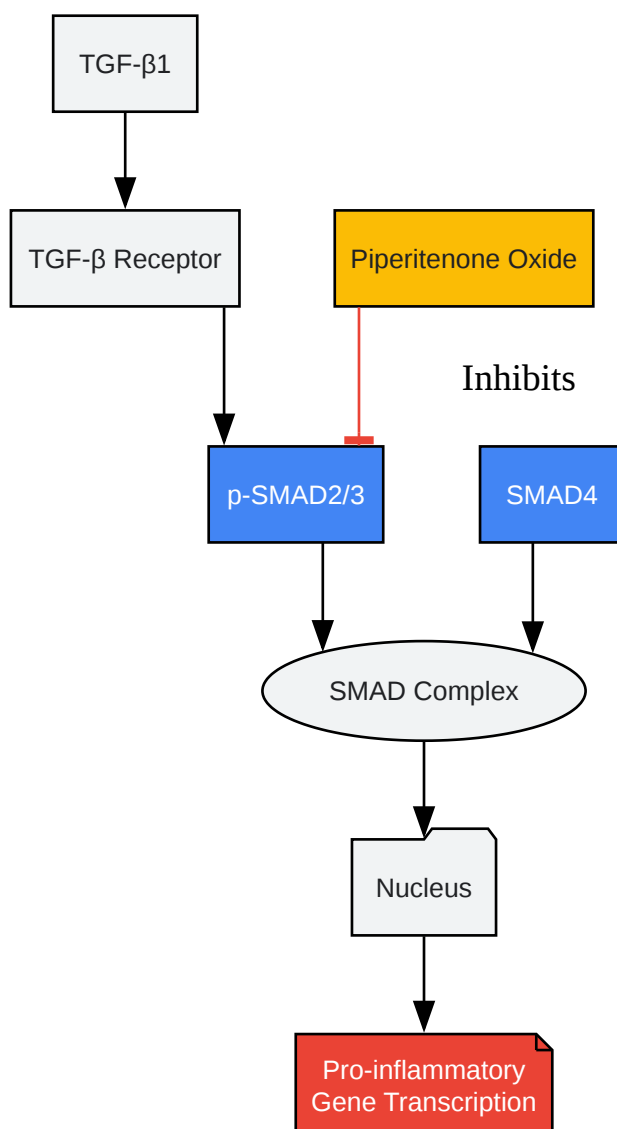 TGF-β1
TGF-β Receptor
Piperitenone Oxide
Inhibits
p-SMAD2/3
SMAD4
SMAD Complex
Nucleus
Pro-inflammatory
Gene Transcription